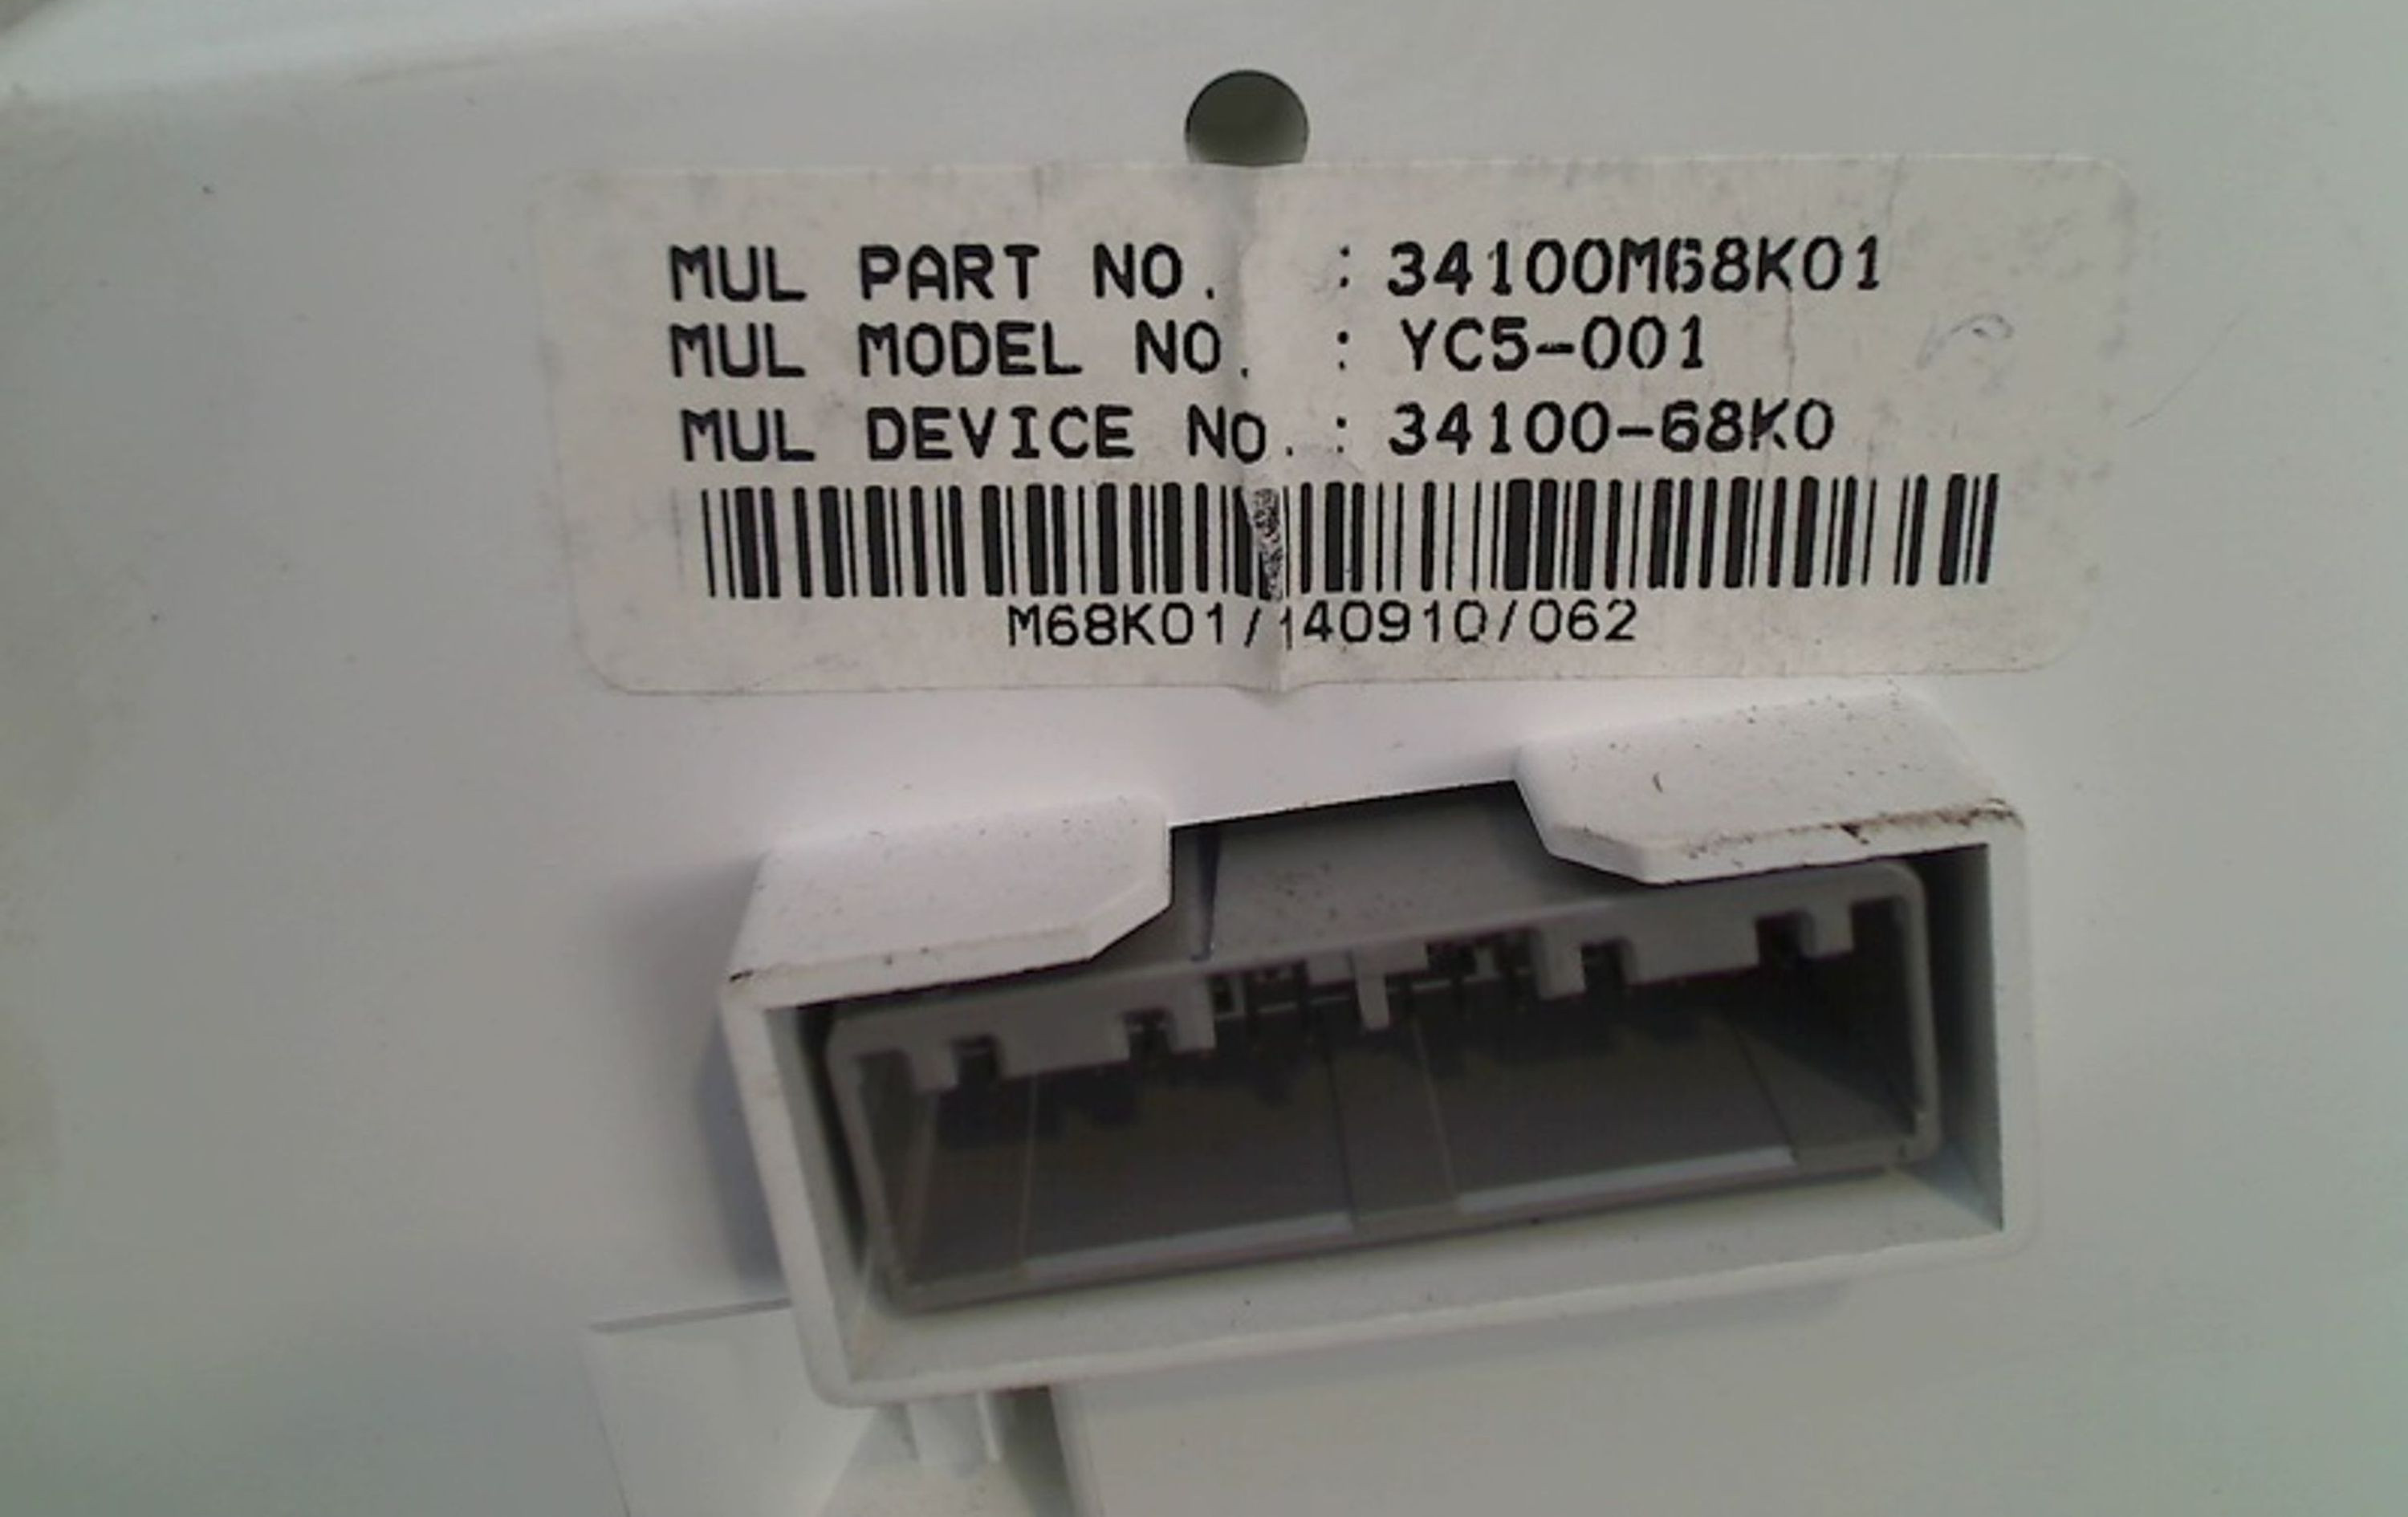 MUL PART NO. : 34100M68K01
MUL MODEL NO. : YC5-001
MUL DEVICE NO. : 34100-68K0
M68K01/140910/062